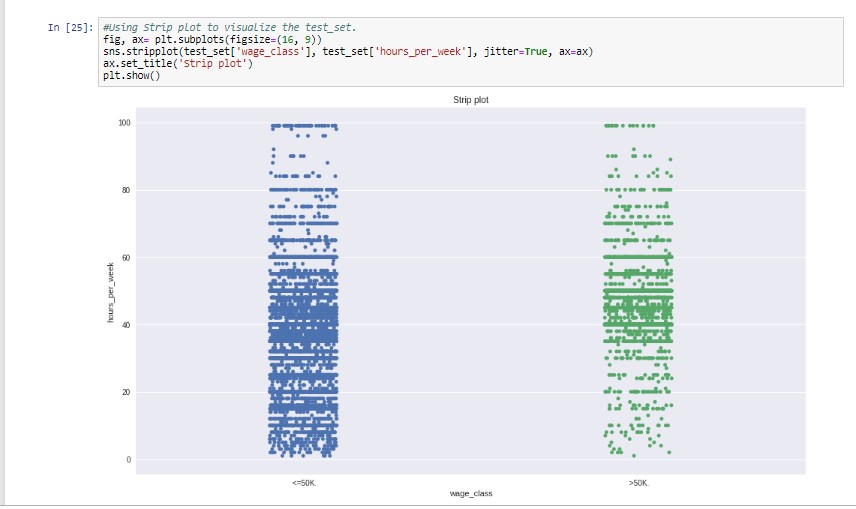 In [25]: #Using Strip plot to visualize the test_set.
fig, ax= plt.subplots(figsize=(16, 9))
sns.stripplot(test_set['wage_class'], test_set['hours_per_week'], jitter=True, ax=ax)
ax.set_title('Strip plot')
plt.show()
Strip plot
100
80
60
hours_per_week
40
20
0
<=50K. >50K.
wage_class